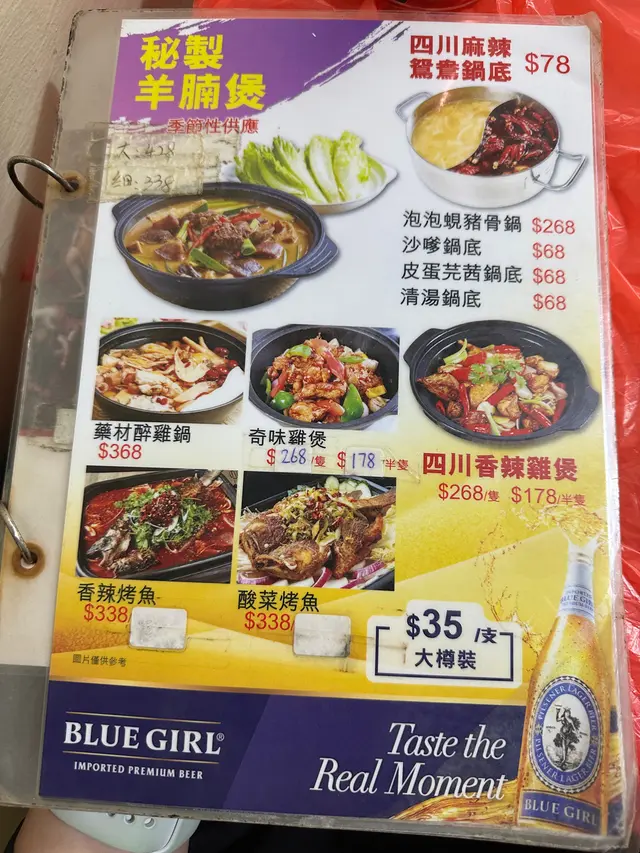 秘製
羊腩煲
季節性供應
大:428
細:338
四川麻辣
鴛鴦鍋底 $78
泡泡蜆豬骨鍋 $268
沙嗲鍋底 $68
皮蛋芫茜鍋底 $68
清湯鍋底 $68
藥材醉雞鍋
$368
奇味雞煲
$268/隻 $178/半隻
四川香辣雞煲
$268/隻 $178/半隻
香辣烤魚
$338/
酸菜烤魚
$338/
$35/支
大樽裝
圖片僅供參考
BLUE GIRL®
IMPORTED PREMIUM BEER
Taste the
Real Moment
BLUE GIRL
PILSENER LAGER BEER
BLUE GIRL